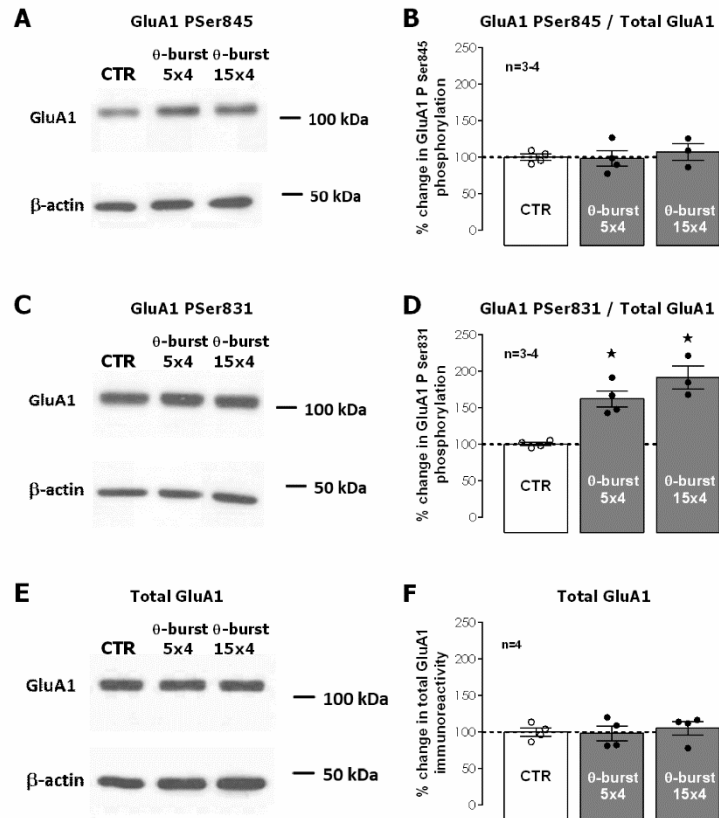 A
GluA1 PSer845
CTR
θ-burst
5x4
θ-burst
15x4
GluA1
100 kDa
β-actin
50 kDa
B
GluA1 PSer845 / Total GluA1
% change in GluA1 P Ser845
phosphorylation
250
200
150
100
50
0
n=3-4
CTR
θ-burst
5x4
θ-burst
15x4
C
GluA1 PSer831
CTR
θ-burst
5x4
θ-burst
15x4
GluA1
100 kDa
β-actin
50 kDa
D
GluA1 PSer831 / Total GluA1
% change in GluA1 P Ser831
phosphorylation
250
200
150
100
50
0
n=3-4
★
★
CTR
θ-burst
5x4
θ-burst
15x4
E
Total GluA1
CTR
θ-burst
5x4
θ-burst
15x4
GluA1
100 kDa
β-actin
50 kDa
F
Total GluA1
% change in total GluA1
immunoreactivity
250
200
150
100
50
0
n=4
CTR
θ-burst
5x4
θ-burst
15x4